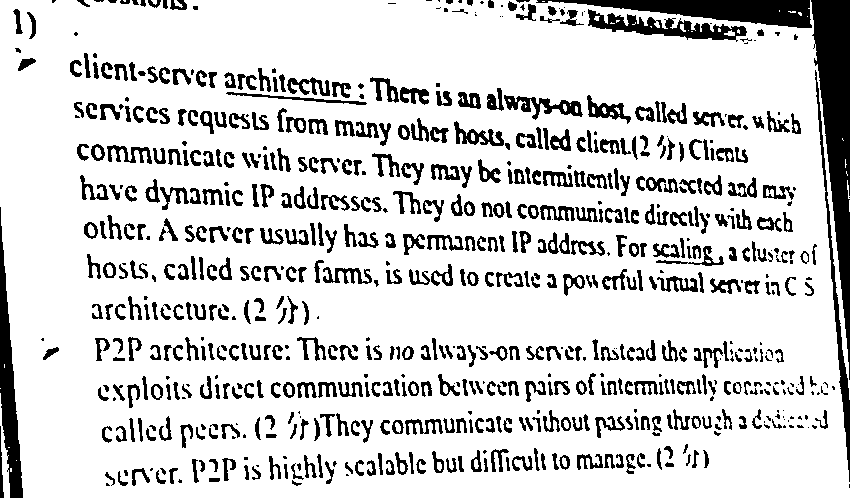 1) .
➢ client-server architecture : There is an always-on host, called server, which
services requests from many other hosts, called client.(2 分) Clients
communicate with server. They may be intermittently connected and may
have dynamic IP addresses. They do not communicate directly with each
other. A server usually has a permanent IP address. For scaling , a cluster of
hosts, called server farms, is used to create a powerful virtual server in C S
architecture. (2 分) .
➢ P2P architecture: There is no always-on server. Instead the application
exploits direct communication between pairs of intermittently connected
called peers. (2 分)They communicate without passing through a dedicated
server. P2P is highly scalable but difficult to manage. (2 分)